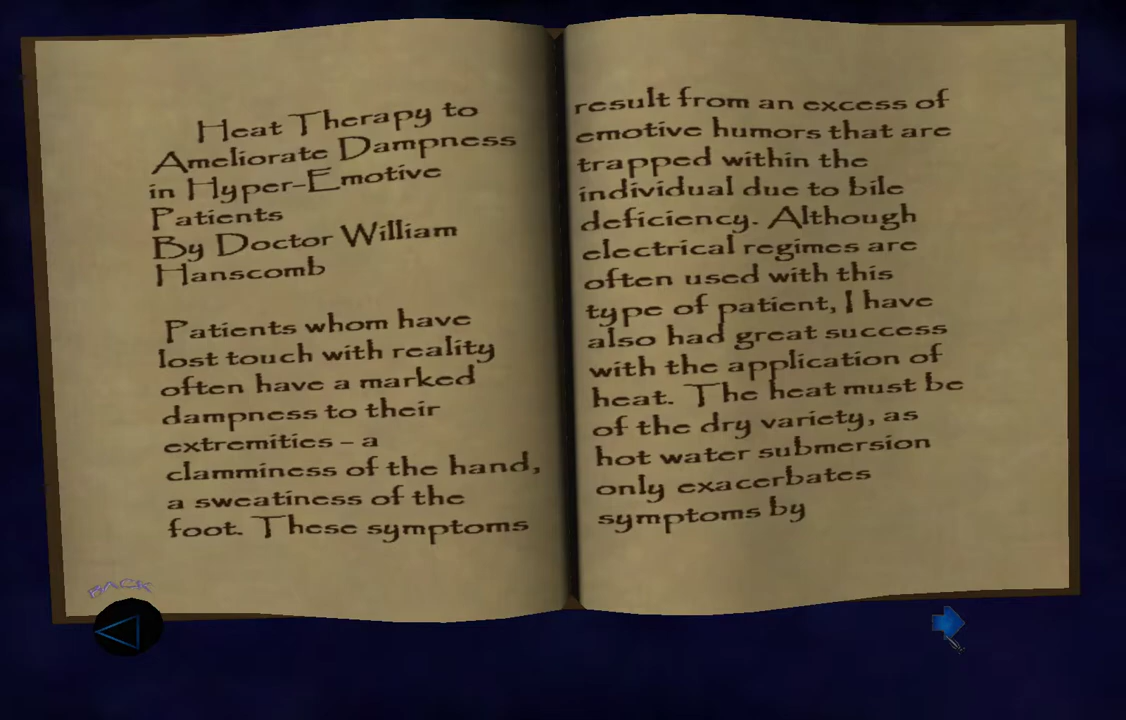 Heat Therapy to
Ameliorate Dampness
in Hyper-Emotive
Patients
By Doctor William
Hanscomb
Patients whom have
lost touch with reality
often have a marked
dampness to their
extremities - a
clamminess of the hand,
a sweatiness of the
foot. These symptoms
result from an excess of
emotive humors that are
trapped within the
individual due to bile
deficiency. Although
electrical regimes are
often used with this
type of patient, I have
also had great success
with the application of
heat. The heat must be
of the dry variety, as
hot water submersion
only exacerbates
symptoms by
BACK